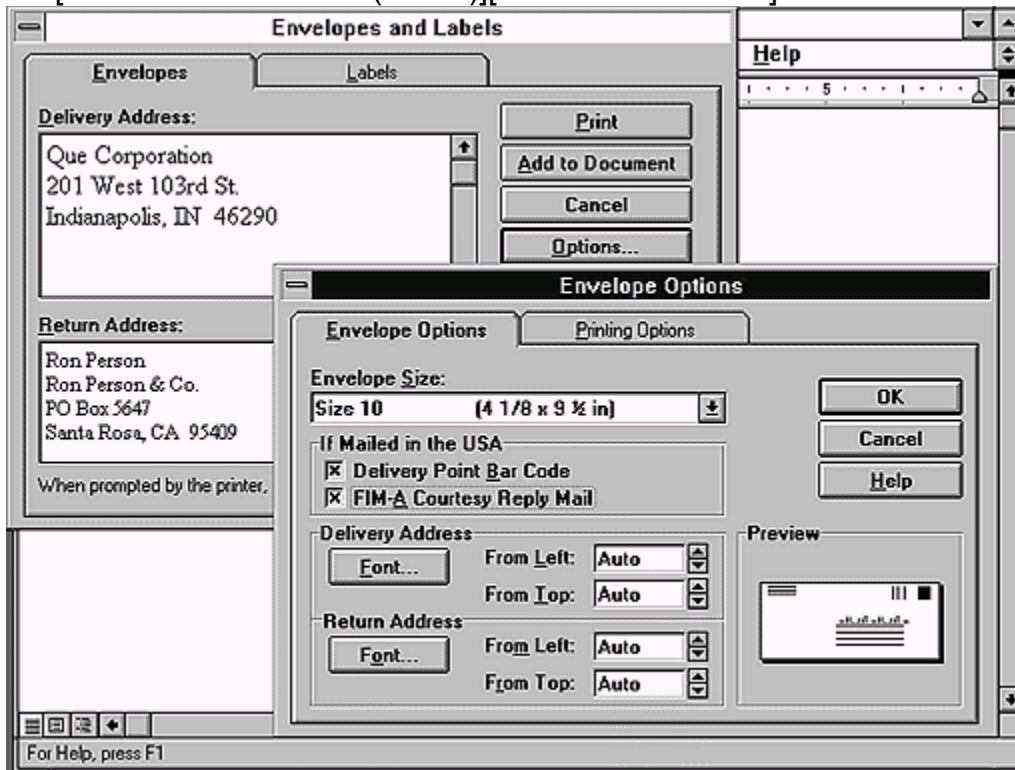 Envelopes and Labels
Help
Envelopes
Labels
5
Delivery Address:
Que Corporation
201 West 103rd St.
Indianapolis, IN 46290
Print
Add to Document
Cancel
Options...
Return Address:
Ron Person
Ron Person & Co.
PO Box 5647
Santa Rosa, CA 95409
When prompted by the printer,
Envelope Options
Envelope Options
Printing Options
Envelope Size:
Size 10 (4 1/8 x 9 ½ in)
OK
Cancel
Help
If Mailed in the USA
Delivery Point Bar Code
FIM-A Courtesy Reply Mail
Delivery Address
Font...
From Left: Auto
From Top: Auto
Return Address
Font...
From Left: Auto
From Top: Auto
Preview
For Help, press F1